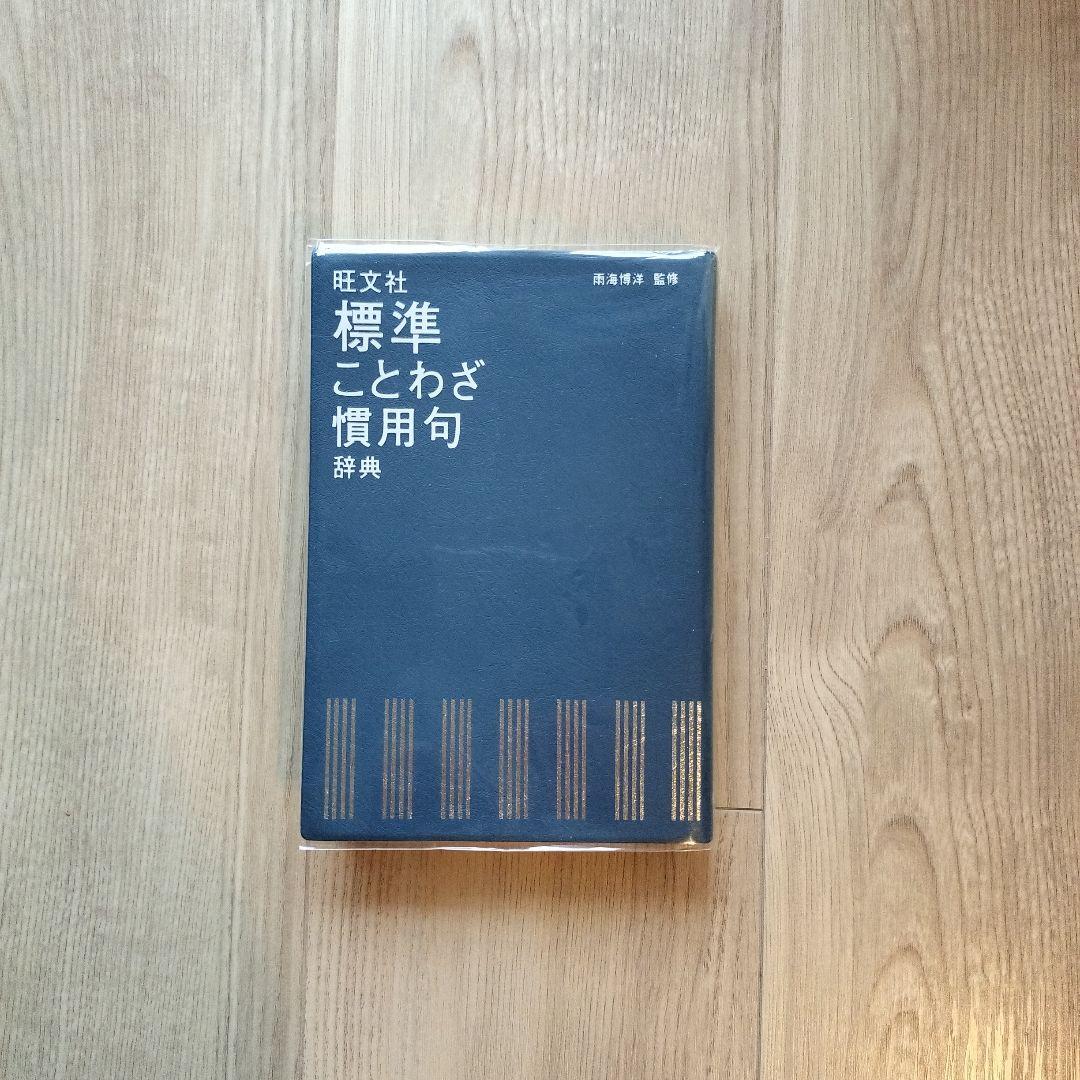 旺文社
標準
ことわざ
慣用句
辞典
雨海博洋 監修